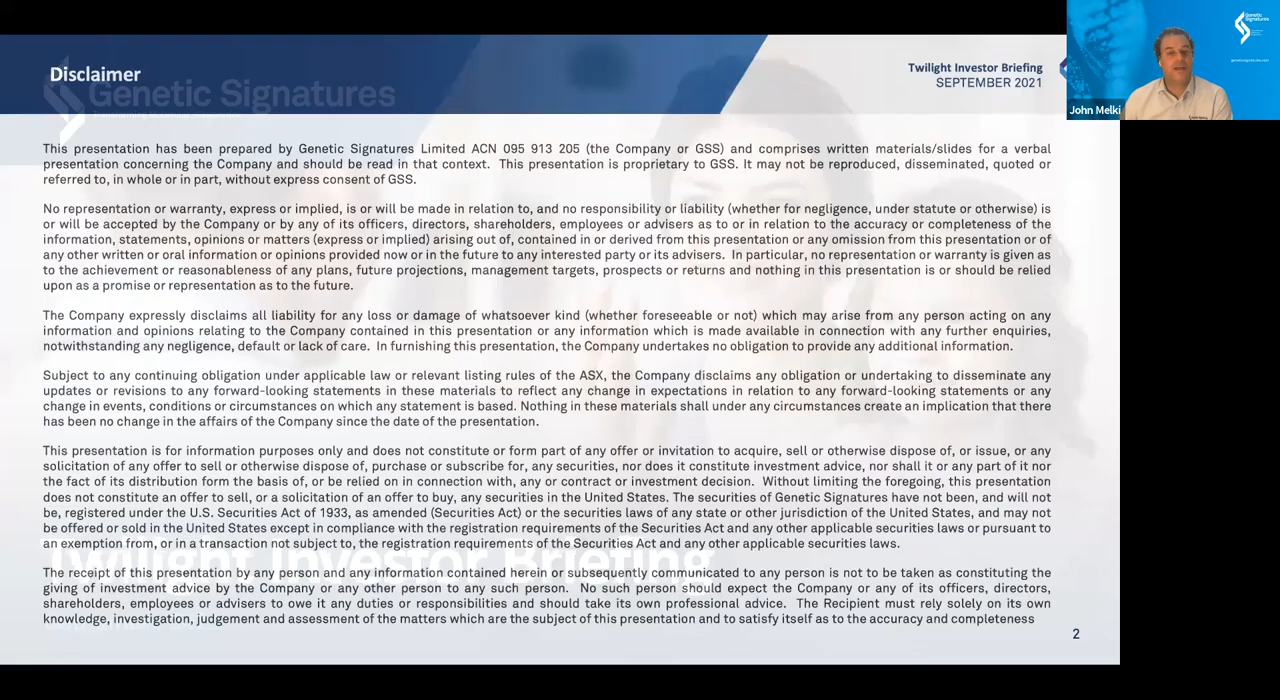 Disclaimer
Genetic Signatures
Twilight Investor Briefing
SEPTEMBER 2021
Genetic
Signatures
John Melki
This presentation has been prepared by Genetic Signatures Limited ACN 095 913 205 (the Company or GSS) and comprises written materials/slides for a verbal
presentation concerning the Company and should be read in that context. This presentation is proprietary to GSS. It may not be reproduced, disseminated, quoted or
referred to, in whole or in part, without express consent of GSS.
No representation or warranty, express or implied, is or will be made in relation to, and no responsibility or liability (whether for negligence, under statute or otherwise) is
or will be accepted by the Company or by any of its officers, directors, shareholders, employees or advisers as to or in relation to the accuracy or completeness of the
information, statements, opinions or matters (express or implied) arising out of, contained in or derived from this presentation or any omission from this presentation or of
any other written or oral information or opinions provided now or in the future to any interested party or its advisers. In particular, no representation or warranty is given as
to the achievement or reasonableness of any plans, future projections, management targets, prospects or returns and nothing in this presentation is or should be relied
upon as a promise or representation as to the future.
The Company expressly disclaims all liability for any loss or damage of whatsoever kind (whether foreseeable or not) which may arise from any person acting on any
information and opinions relating to the Company contained in this presentation or any information which is made available in connection with any further enquiries,
notwithstanding any negligence, default or lack of care. In furnishing this presentation, the Company undertakes no obligation to provide any additional information.
Subject to any continuing obligation under applicable law or relevant listing rules of the ASX, the Company disclaims any obligation or undertaking to disseminate any
updates or revisions to any forward-looking statements in these materials to reflect any change in expectations in relation to any forward-looking statements or any
change in events, conditions or circumstances on which any statement is based. Nothing in these materials shall under any circumstances create an implication that there
has been no change in the affairs of the Company since the date of the presentation.
This presentation is for information purposes only and does not constitute or form part of any offer or invitation to acquire, sell or otherwise dispose of, or issue, or any
solicitation of any offer to sell or otherwise dispose of, purchase or subscribe for, any securities, nor does it constitute investment advice, nor shall it or any part of it nor
the fact of its distribution form the basis of, or be relied on in connection with, any or contract or investment decision. Without limiting the foregoing, this presentation
does not constitute an offer to sell, or a solicitation of an offer to buy, any securities in the United States. The securities of Genetic Signatures have not been, and will not
be, registered under the U.S. Securities Act of 1933, as amended (Securities Act) or the securities laws of any state or other jurisdiction of the United States, and may not
be offered or sold in the United States except in compliance with the registration requirements of the Securities Act and any other applicable securities laws or pursuant to
an exemption from, or in a transaction not subject to, the registration requirements of the Securities Act and any other applicable securities laws.
Twilight Investor Briefing
The receipt of this presentation by any person and any information contained herein or subsequently communicated to any person is not to be taken as constituting the
giving of investment advice by the Company or any other person to any such person. No such person should expect the Company or any of its officers, directors,
shareholders, employees or advisers to owe it any duties or responsibilities and should take its own professional advice. The Recipient must rely solely on its own
knowledge, investigation, judgement and assessment of the matters which are the subject of this presentation and to satisfy itself as to the accuracy and completeness
2